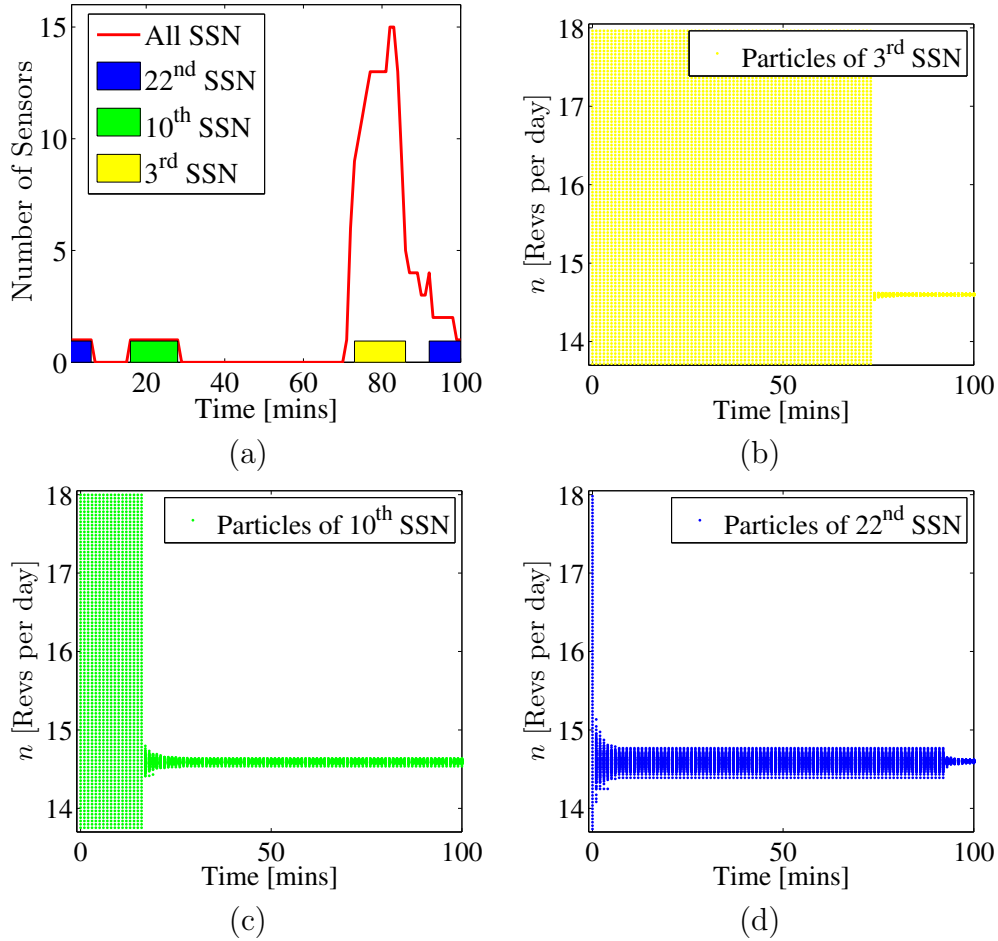 15
10
5
0
20
40
60
80
100
Number of Sensors
Time [mins]
All SSN
22nd SSN
10th SSN
3rd SSN
(a)
18
17
16
15
14
0
50
100
n [Revs per day]
Time [mins]
Particles of 3rd SSN
(b)
18
17
16
15
14
0
50
100
n [Revs per day]
Time [mins]
Particles of 10th SSN
(c)
18
17
16
15
14
0
50
100
n [Revs per day]
Time [mins]
Particles of 22nd SSN
(d)